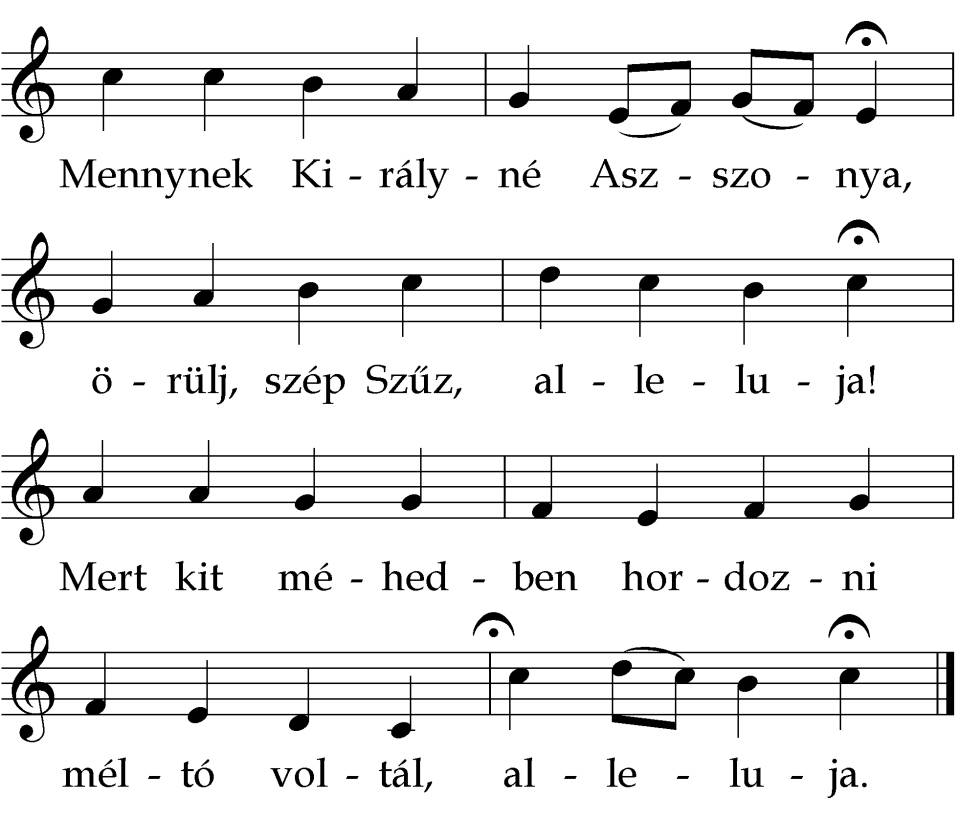 Mennynek Ki - rály - né Asz - szo - nya,
ö - rülj, szép Szűz, al - le - lu - ja!
Mert kit mé - hed - ben hor - doz - ni
mél - tó vol - tál, al - le - lu - ja.